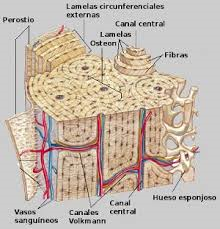 Lamelas circunferenciales
externas
Periostio
Canal central
Lamelas
Osteon
Fibras
Hueso esponjoso
Vasos
sanguíneos
Canales
Volkmann
Canal
central